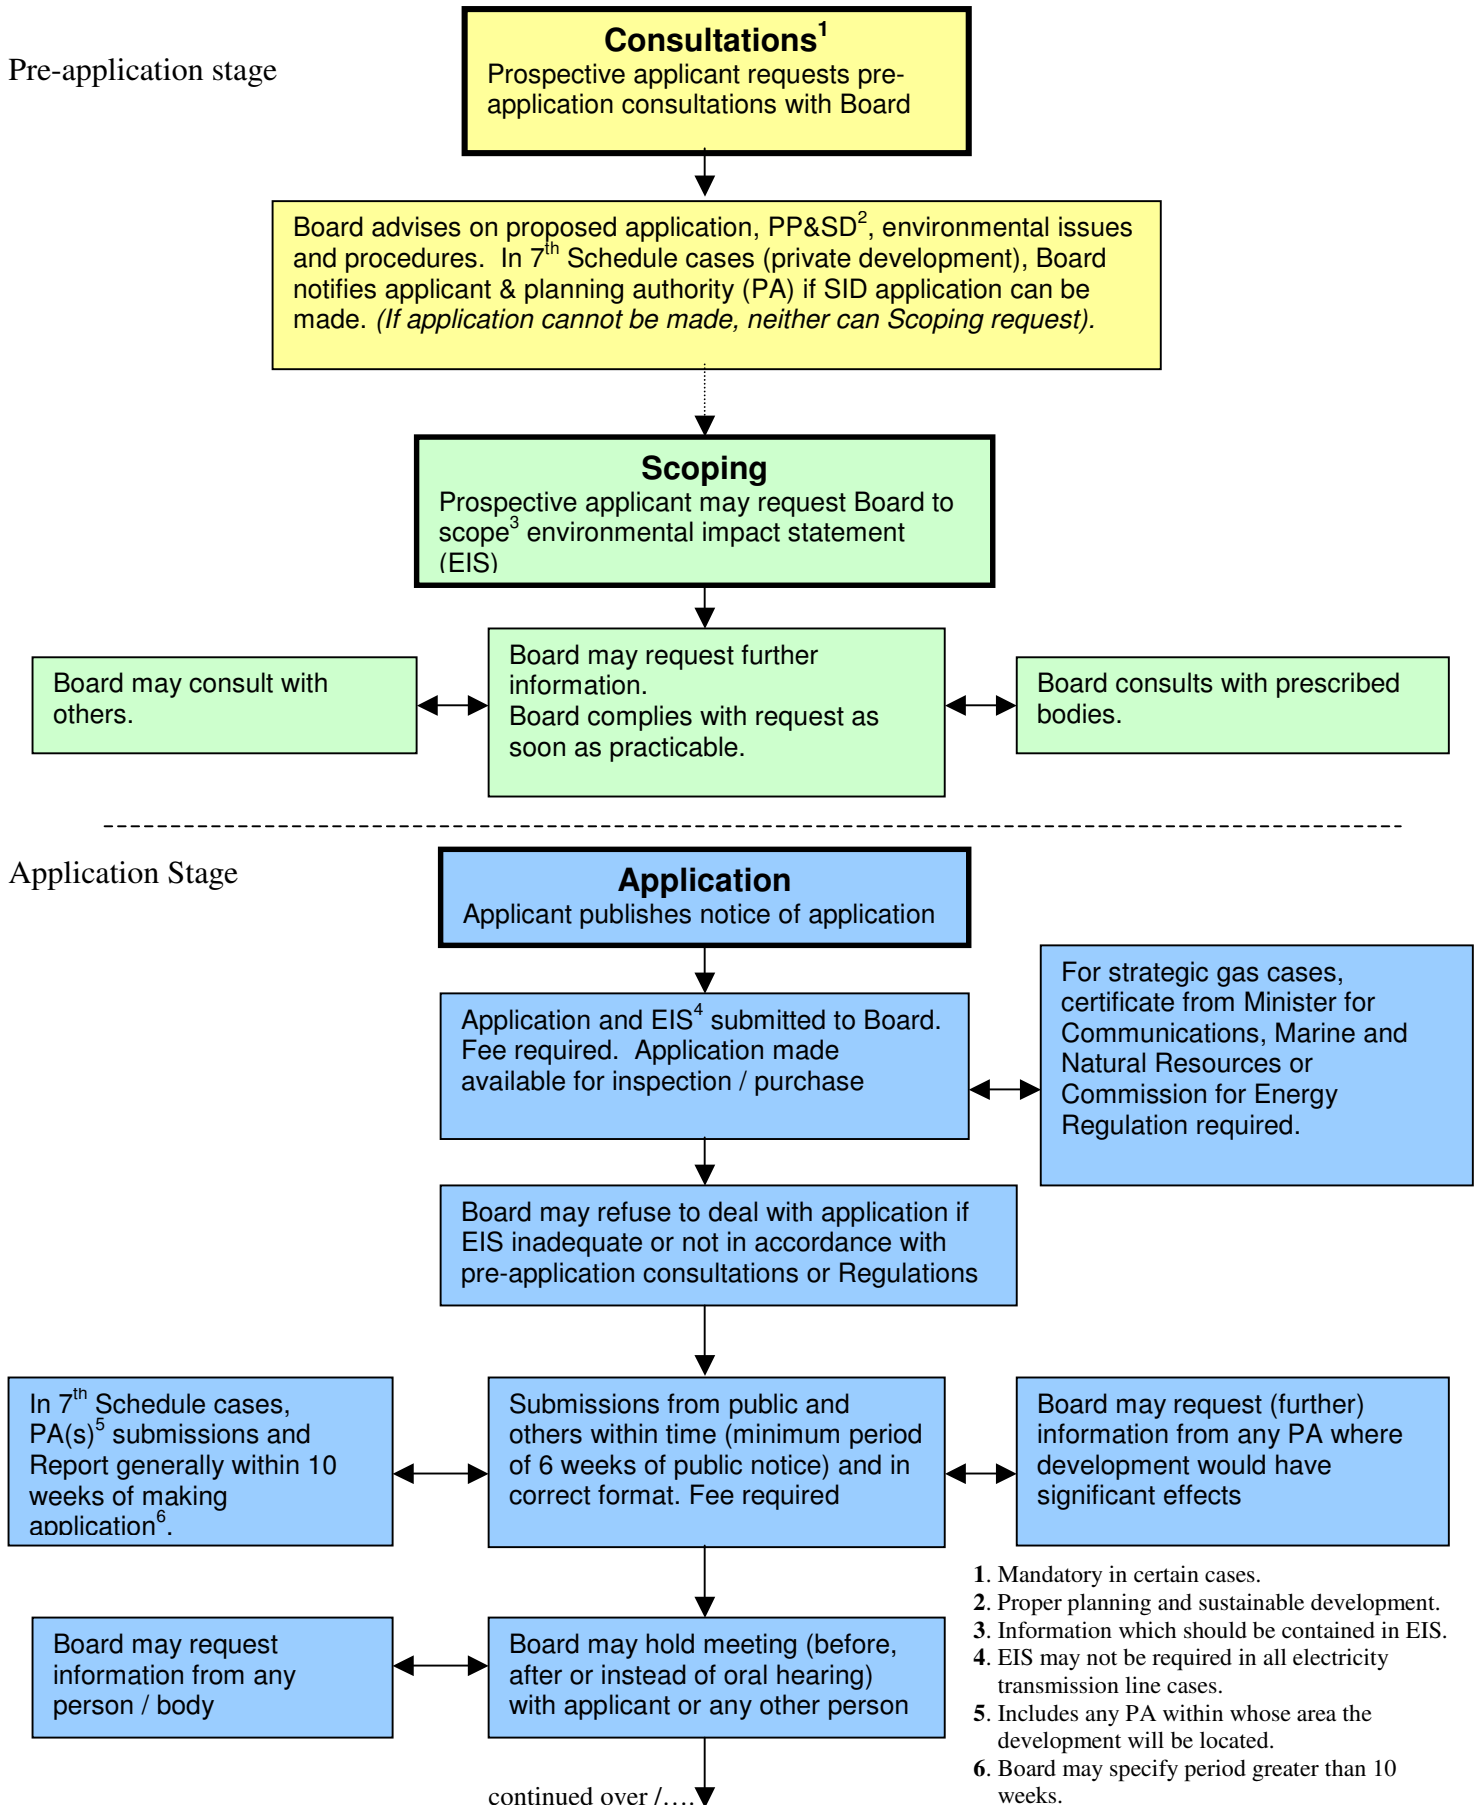 Pre-application stage
Consultations1
Prospective applicant requests pre-
application consultations with Board
Board advises on proposed application, PP&SD2, environmental issues
and procedures.  In 7th Schedule cases (private development), Board
notifies applicant & planning authority (PA) if SID application can be
made. (If application cannot be made, neither can Scoping request).
Scoping
Prospective applicant may request Board to
scope3 environmental impact statement
(EIS)
Board may consult with
others.
Board may request further
information.
Board complies with request as
soon as practicable.
Board consults with prescribed
bodies.
Application Stage
Application
Applicant publishes notice of application
Application and EIS4 submitted to Board.
Fee required.  Application made
available for inspection / purchase
For strategic gas cases,
certificate from Minister for
Communications, Marine and
Natural Resources or
Commission for Energy
Regulation required.
Board may refuse to deal with application if
EIS inadequate or not in accordance with
pre-application consultations or Regulations
In 7th Schedule cases,
PA(s)5 submissions and
Report generally within 10
weeks of making
application6.
Submissions from public and
others within time (minimum period
of 6 weeks of public notice) and in
correct format. Fee required
Board may request (further)
information from any PA where
development would have
significant effects
Board may request
information from any
person / body
Board may hold meeting (before,
after or instead of oral hearing)
with applicant or any other person
1. Mandatory in certain cases.
2. Proper planning and sustainable development.
3. Information which should be contained in EIS.
4. EIS may not be required in all electricity
transmission line cases.
5. Includes any PA within whose area the
development will be located.
6. Board may specify period greater than 10
weeks.
continued over /….